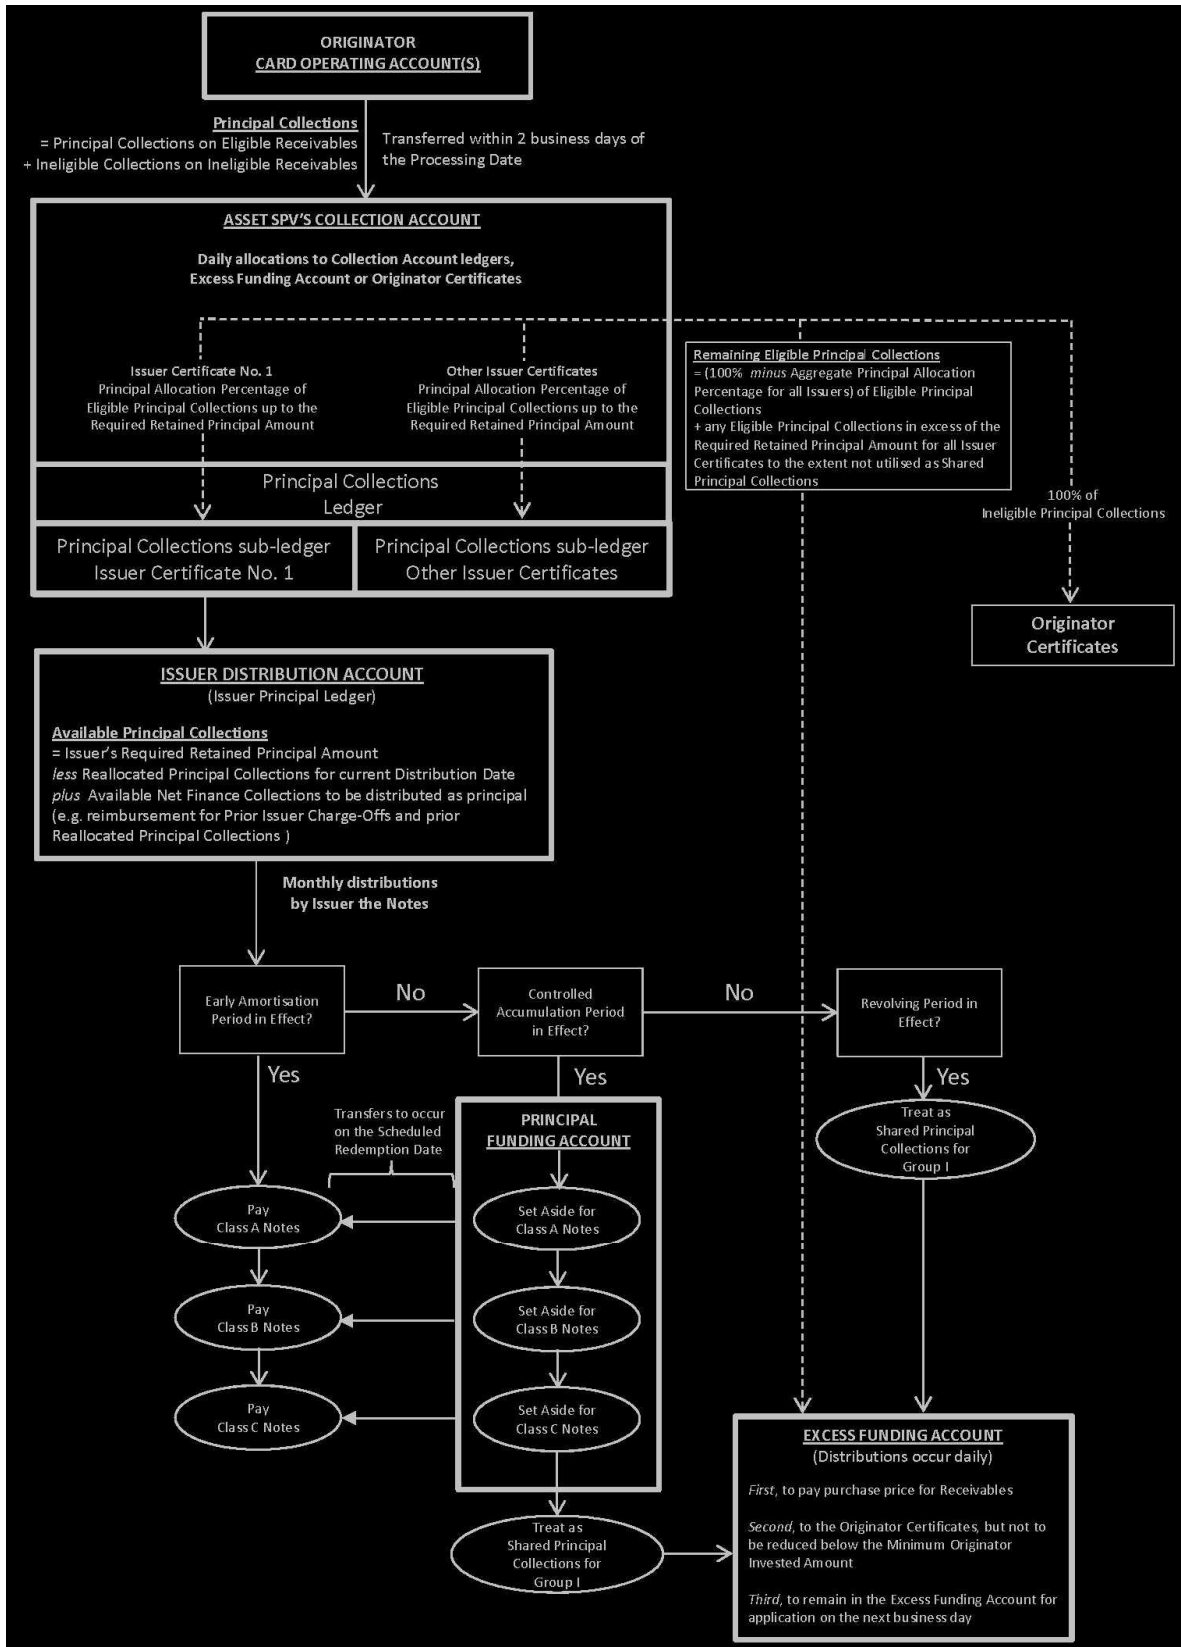 ORIGINATOR
CARD OPERATING ACCOUNT(S)
Principal Collections
= Principal Collections on Eligible Receivables
+ Ineligible Collections on Ineligible Receivables
Transferred within 2 business days of
the Processing Date
ASSET SPV'S COLLECTION ACCOUNT
Daily allocations to Collection Account ledgers,
Excess Funding Account or Originator Certificates
Issuer Certificate No. 1
Principal Allocation Percentage of
Eligible Principal Collections up to the
Required Retained Principal Amount
Other Issuer Certificates
Principal Allocation Percentage of
Eligible Principal Collections up to the
Required Retained Principal Amount
Remaining Eligible Principal Collections
= (100% minus Aggregate Principal Allocation
Percentage for all Issuers) of Eligible Principal
Collections
+ any Eligible Principal Collections in excess of the
Required Retained Principal Amount for all Issuer
Certificates to the extent not utilised as Shared
Principal Collections
100% of
Ineligible Principal Collections
Principal Collections
Ledger
Principal Collections sub-ledger
Issuer Certificate No. 1
Principal Collections sub-ledger
Other Issuer Certificates
Originator
Certificates
ISSUER DISTRIBUTION ACCOUNT
(Issuer Principal Ledger)
Available Principal Collections
= Issuer's Required Retained Principal Amount
less Reallocated Principal Collections for current Distribution Date
plus Available Net Finance Collections to be distributed as principal
(e.g. reimbursement for Prior Issuer Charge-Offs and prior
Reallocated Principal Collections )
Monthly distributions
by Issuer the Notes
Early Amortisation
Period in Effect?
No
Controlled
Accumulation Period
in Effect?
No
Revolving Period in
Effect?
Yes
Yes
Yes
Transfers to occur
on the Scheduled
Redemption Date
PRINCIPAL
FUNDING ACCOUNT
Treat as
Shared Principal
Collections for
Group I
Pay
Class A Notes
Set Aside for
Class A Notes
Pay
Class B Notes
Set Aside for
Class B Notes
Pay
Class C Notes
Set Aside for
Class C Notes
Treat as
Shared Principal
Collections for
Group I
EXCESS FUNDING ACCOUNT
(Distributions occur daily)
First, to pay purchase price for Receivables
Second, to the Originator Certificates, but not to
be reduced below the Minimum Originator
Invested Amount
Third, to remain in the Excess Funding Account for
application on the next business day